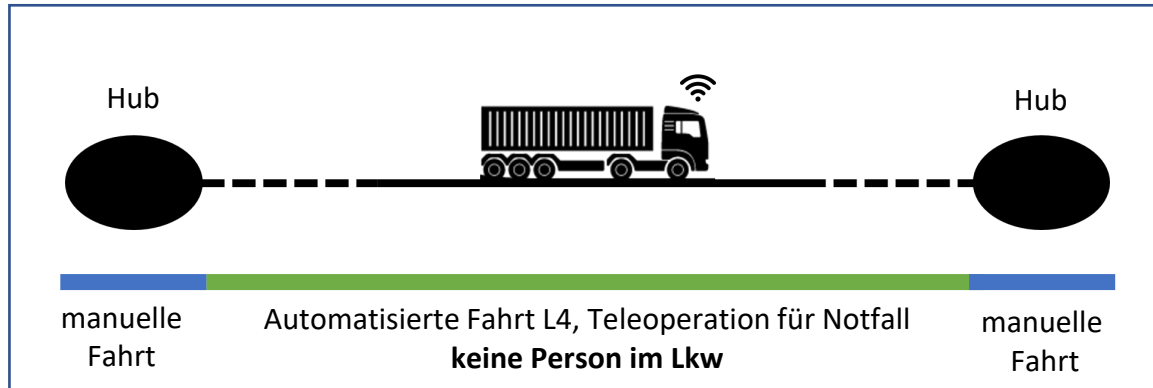 Hub
Hub
manuelle
Fahrt
Automatisierte Fahrt L4, Teleoperation für Notfall
keine Person im Lkw
manuelle
Fahrt